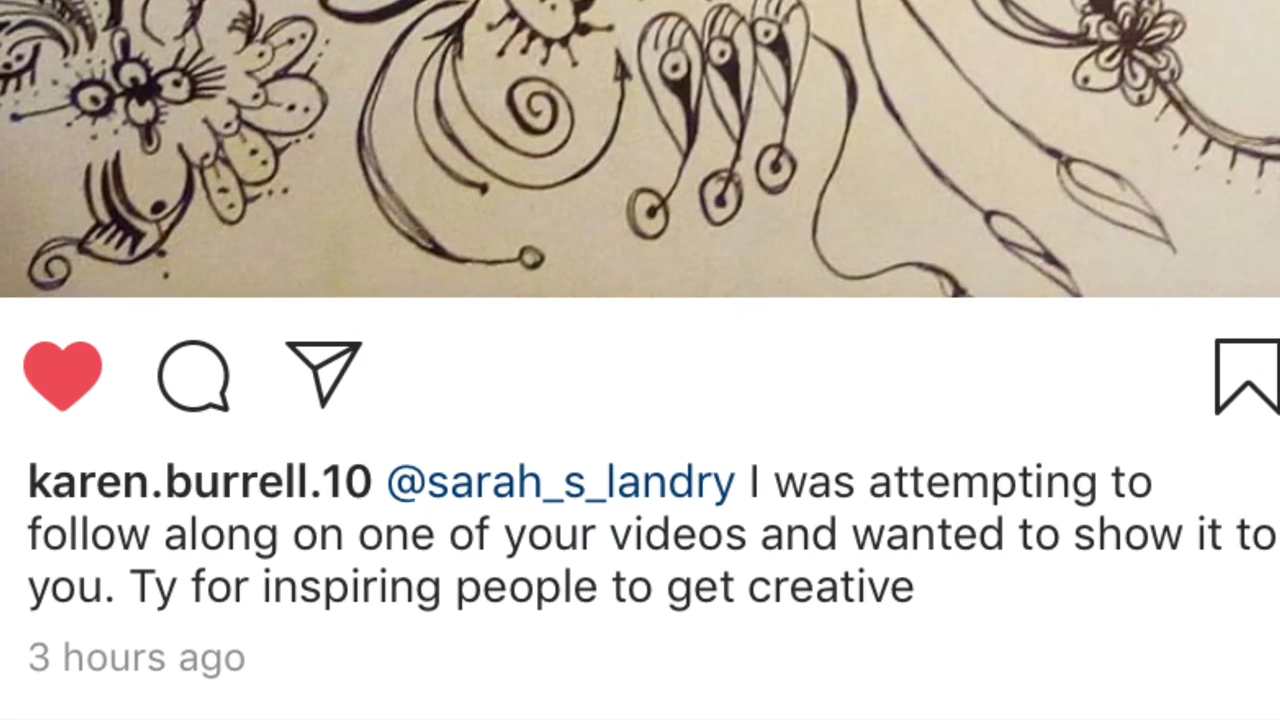 karen.burrell.10 @sarah_s_landry I was attempting to
follow along on one of your videos and wanted to show it to
you. Ty for inspiring people to get creative
3 hours ago